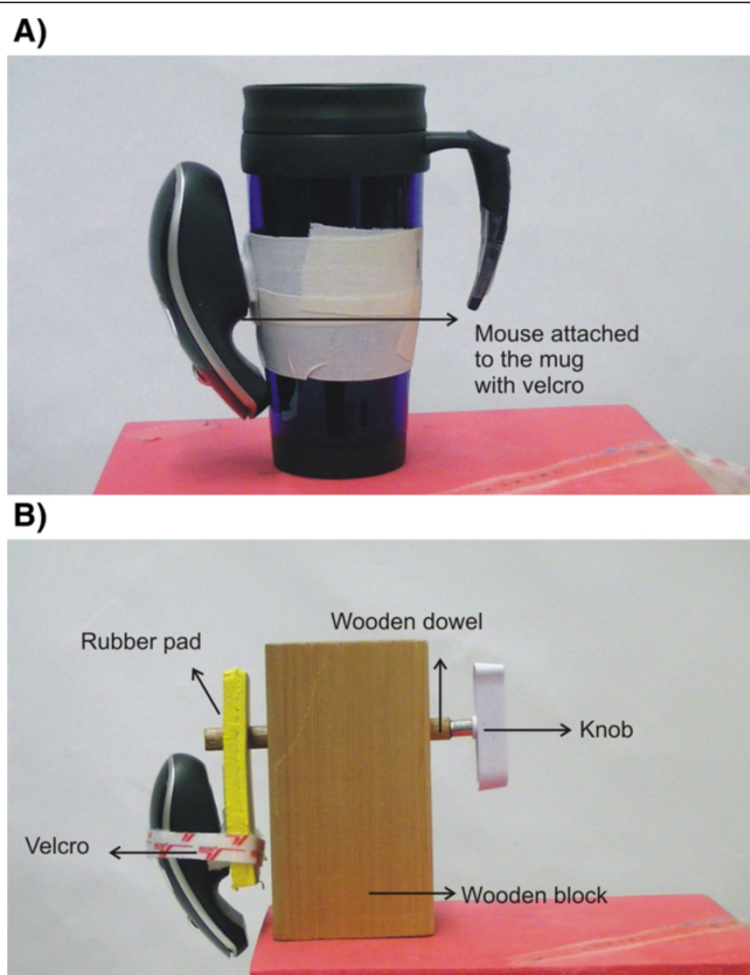 A)
Mouse attached
to the mug
with velcro
B)
Wooden dowel
Rubber pad
Knob
Velcro
Wooden block